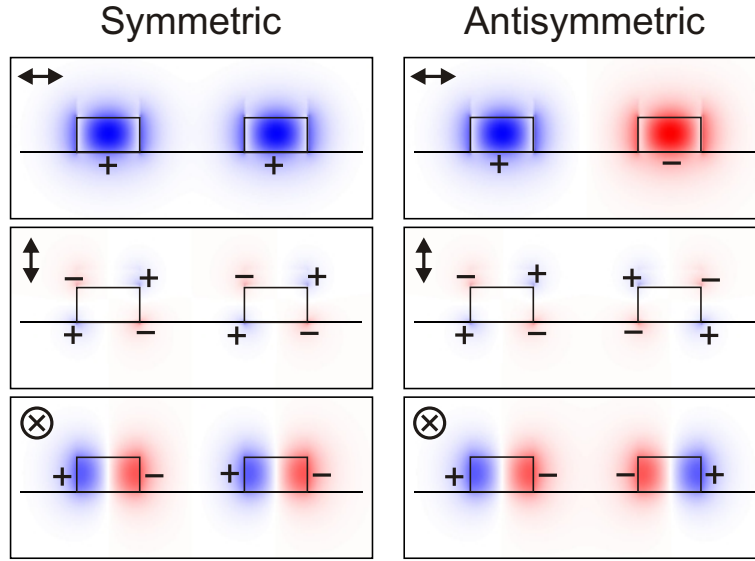 Symmetric Antisymmetric
+ + + −
− + − + − + + −
+ − + − + − − +
+ − + − + − − +